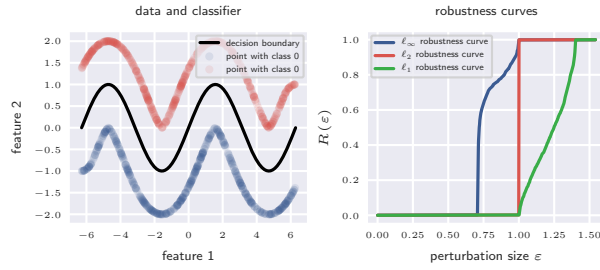 data and classifier
decision boundary
point with class 0
point with class 0
2.0
1.5
1.0
0.5
0.0
−0.5
−1.0
−1.5
−2.0
feature 2
−6 −4 −2 0 2 4 6
feature 1
robustness curves
ℓ∞ robustness curve
ℓ2 robustness curve
ℓ1 robustness curve
1.0
0.8
0.6
0.4
0.2
0.0
R(ε)
0.00 0.25 0.50 0.75 1.00 1.25 1.50
perturbation size ε